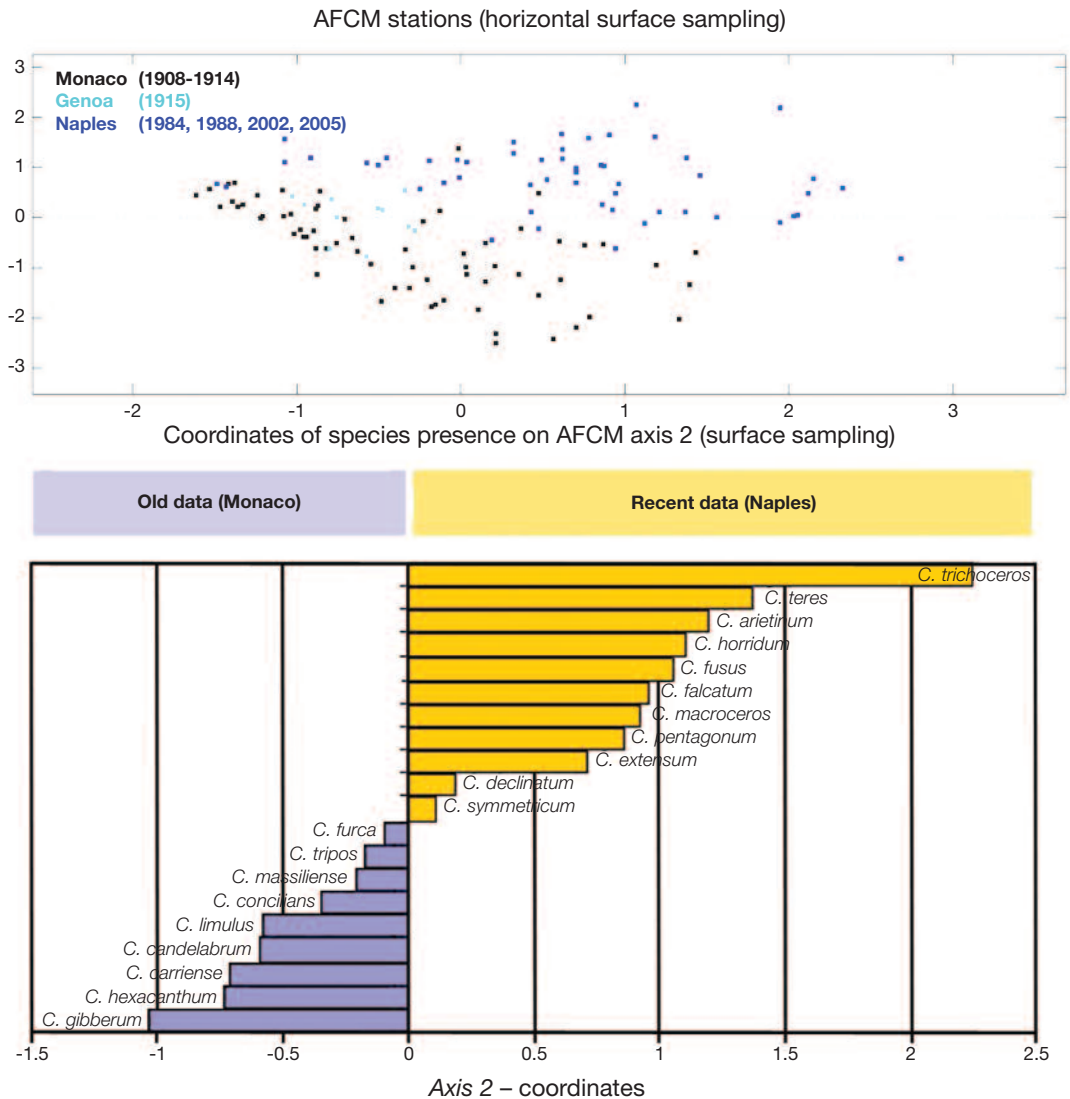 AFCM stations (horizontal surface sampling)
3
2
1
0
-1
-2
-3
Monaco (1908-1914)
Genoa (1915)
Naples (1984, 1988, 2002, 2005)
-2 -1 0 1 2 3
Coordinates of species presence on AFCM axis 2 (surface sampling)
Old data (Monaco) Recent data (Naples)
C. trichoceros
C. teres
C. arietinum
C. horridum
C. fusus
C. falcatum
C. macroceros
C. pentagonum
C. extensum
C. declinatum
C. symmetricum
C. furca
C. tripos
C. massiliense
C. concilians
C. limulus
C. candelabrum
C. carriense
C. hexacanthum
C. gibberum
-1.5 -1 -0.5 0 0.5 1 1.5 2 2.5
Axis 2 – coordinates